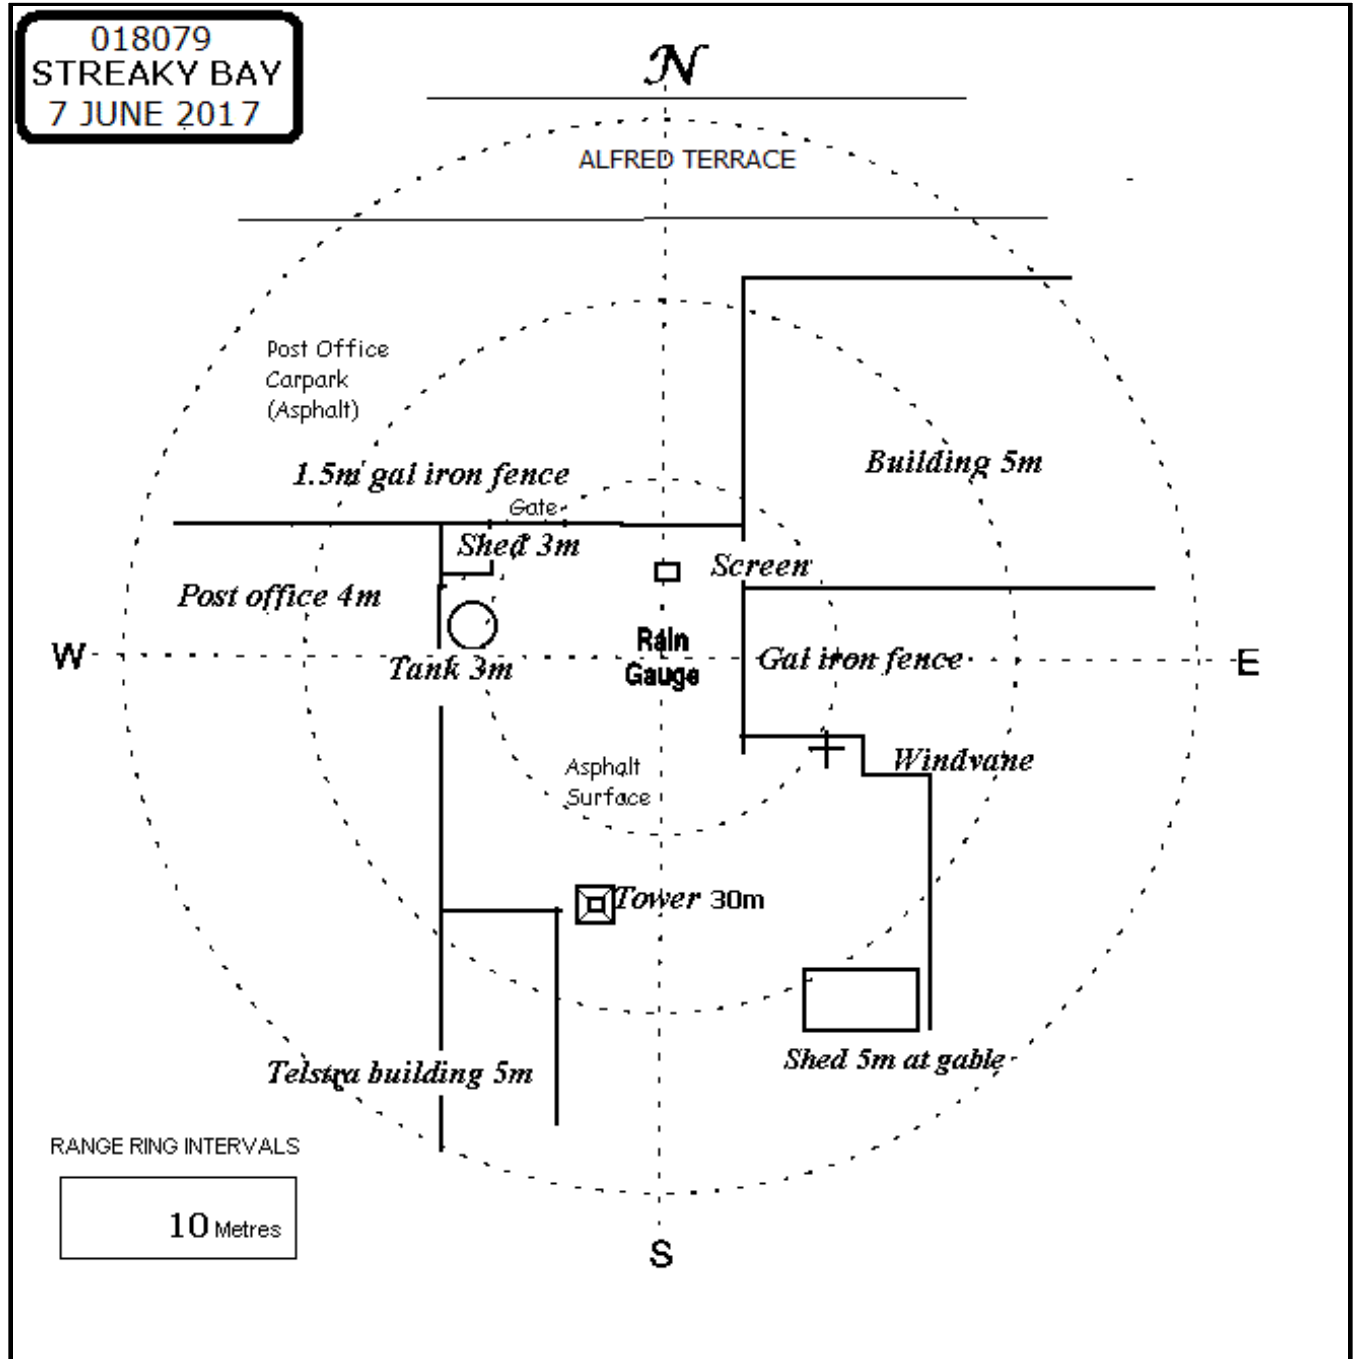 018079
STREAKY BAY
7 JUNE 2017
N
ALFRED TERRACE
Post Office
Carpark
(Asphalt)
Building 5m
1.5m gal iron fence
Gate
Shed 3m
Screen
Post office 4m
Rain
Gauge
W
Tank 3m
Gal iron fence
E
Windvane
Asphalt
Surface
Tower 30m
Shed 5m at gable
Telstra building 5m
RANGE RING INTERVALS
10 Metres
S